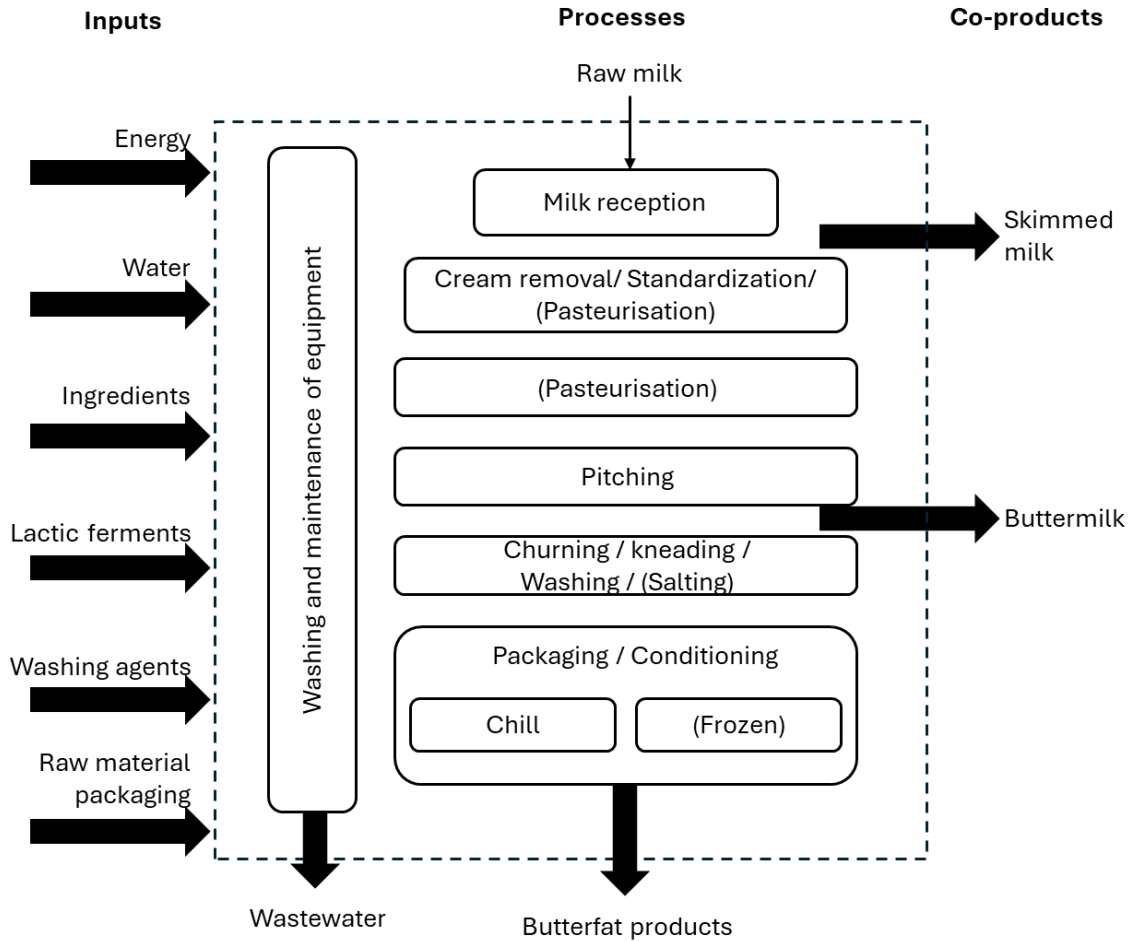 Inputs
Processes
Co-products
Raw milk
Energy
Water
Ingredients
Lactic ferments
Washing agents
Raw material
packaging
Washing and maintenance of equipment
Milk reception
Cream removal/ Standardization/
(Pasteurisation)
(Pasteurisation)
Pitching
Churning / kneading /
Washing / (Salting)
Packaging / Conditioning
Chill
(Frozen)
Skimmed
milk
Buttermilk
Wastewater
Butterfat products